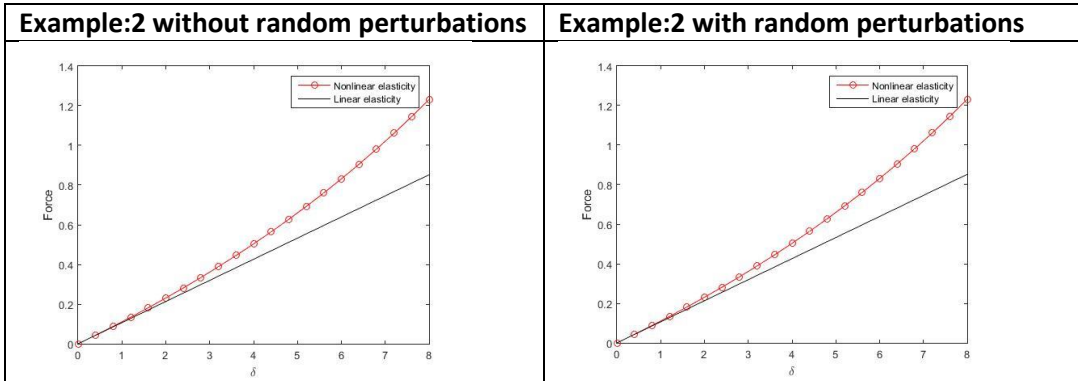 Example:2 without random perturbations
Example:2 with random perturbations
1.4
1.2
1
0.8
0.6
0.4
0.2
0
Force
Nonlinear elasticity
Linear elasticity
0 1 2 3 4 5 6 7 8
δ
1.4
1.2
1
0.8
0.6
0.4
0.2
0
Force
Nonlinear elasticity
Linear elasticity
0 1 2 3 4 5 6 7 8
δ